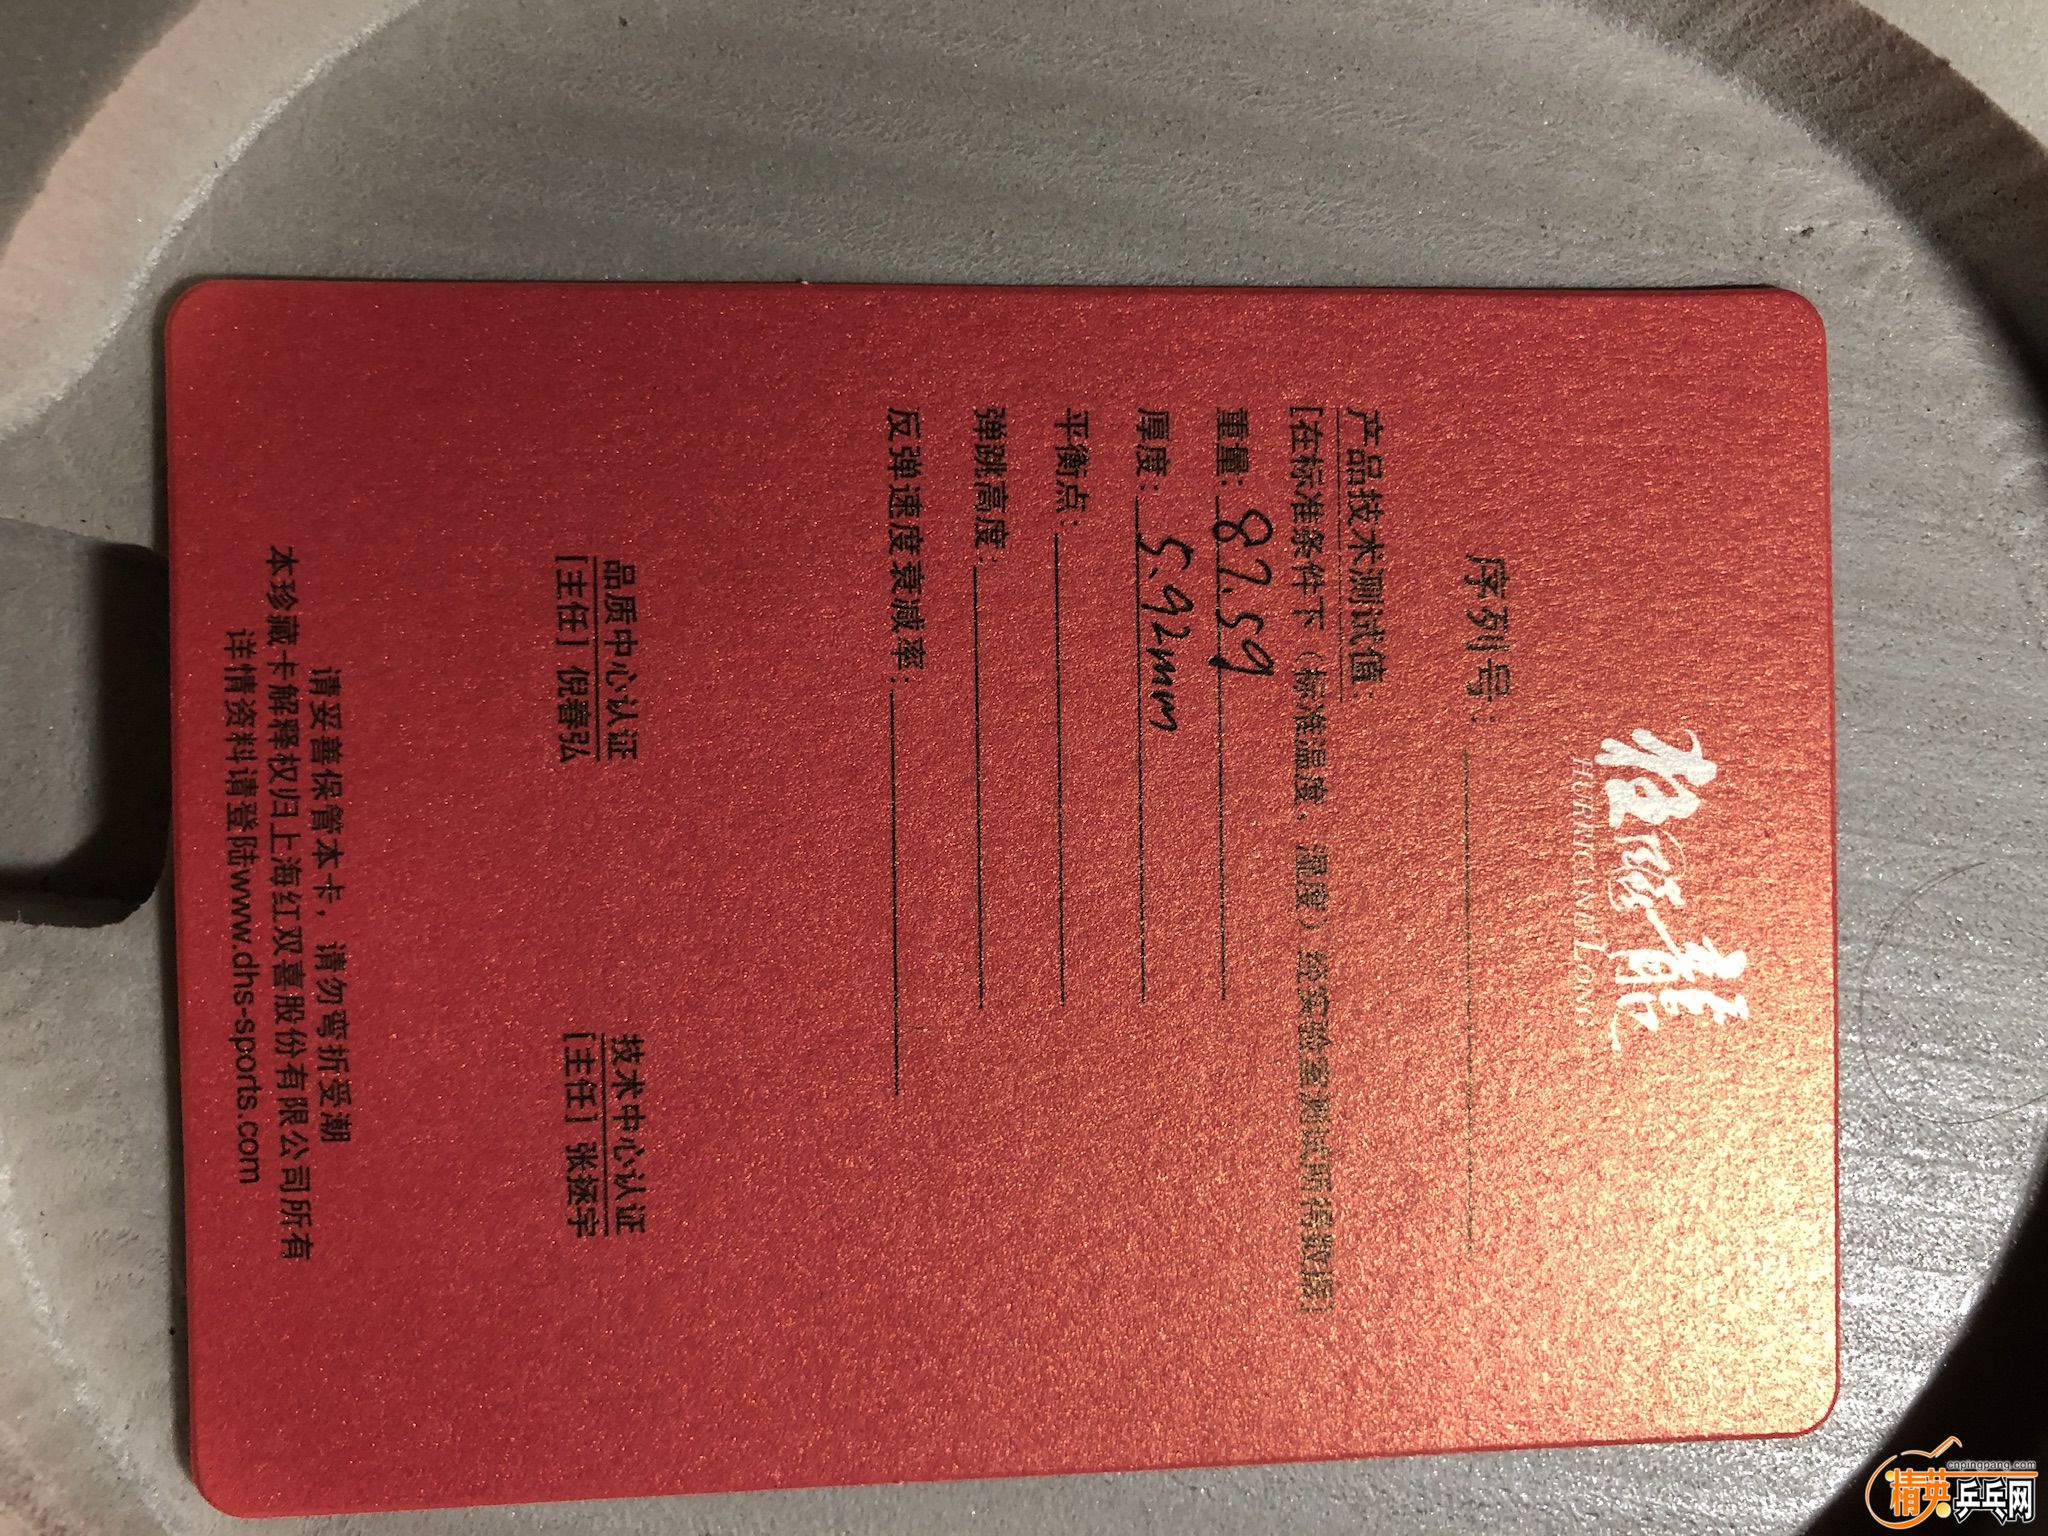 狂飚龍
HURRICANE LONG
序列号：
产品技术测试值：
[在标准条件下（标准温度、湿度）经实验室测试所得数据]
重量：87.5g
厚度：5.92mm
平衡点：
弹跳高度：
反弹速度衰减率：
品质中心认证 技术中心认证
[主任] 倪春弘 [主任] 张拯宇
请妥善保管本卡，请勿弯折受潮
本珍藏卡解释权归上海红双喜股份有限公司所有
详情资料请登陆www.dhs-sports.com
cnpingpang.com
精英乒乓网